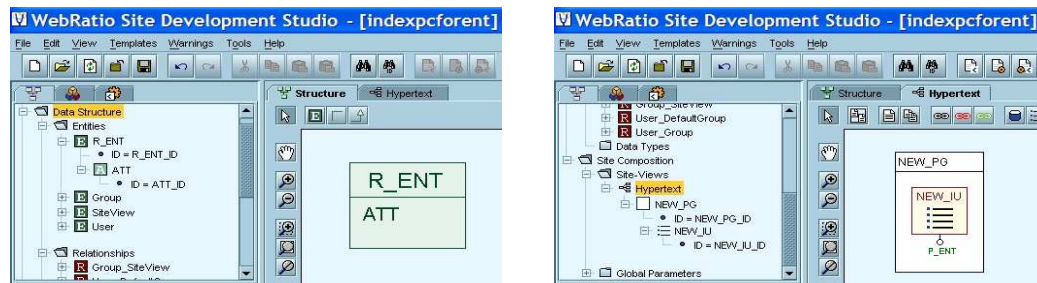 WebRatio Site Development Studio - [indexpcforent]
File Edit View Templates Warnings Tools Help
Structure Hypertext
Data Structure
Entities
R_ENT
ID = R_ENT_ID
ATT
ID = ATT_ID
Group
SiteView
User
Relationships
Group_SiteView
R_ENT
ATT
WebRatio Site Development Studio - [indexpcforent]
File Edit View Templates Warnings Tools Help
Structure Hypertext
Group_SiteView
User_DefaultGroup
User_Group
Data Types
Site Composition
Site-Views
Hypertext
NEW_PG
ID = NEW_PG_ID
NEW_IU
ID = NEW_IU_ID
Global Parameters
NEW_PG
NEW_IU
P_ENT